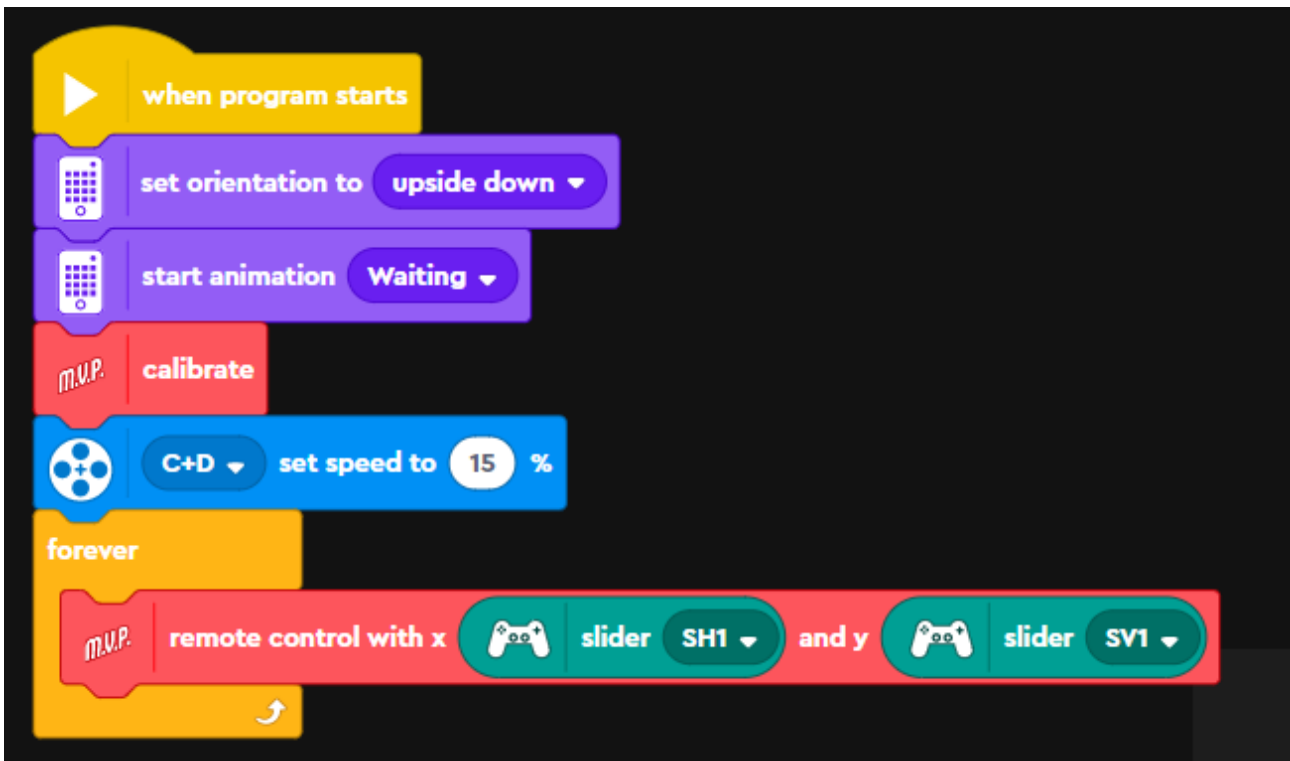 when program starts
set orientation to upside down
start animation Waiting
M.V.P. calibrate
C+D set speed to 15 %
forever
M.V.P. remote control with x slider SH1 and y slider SV1